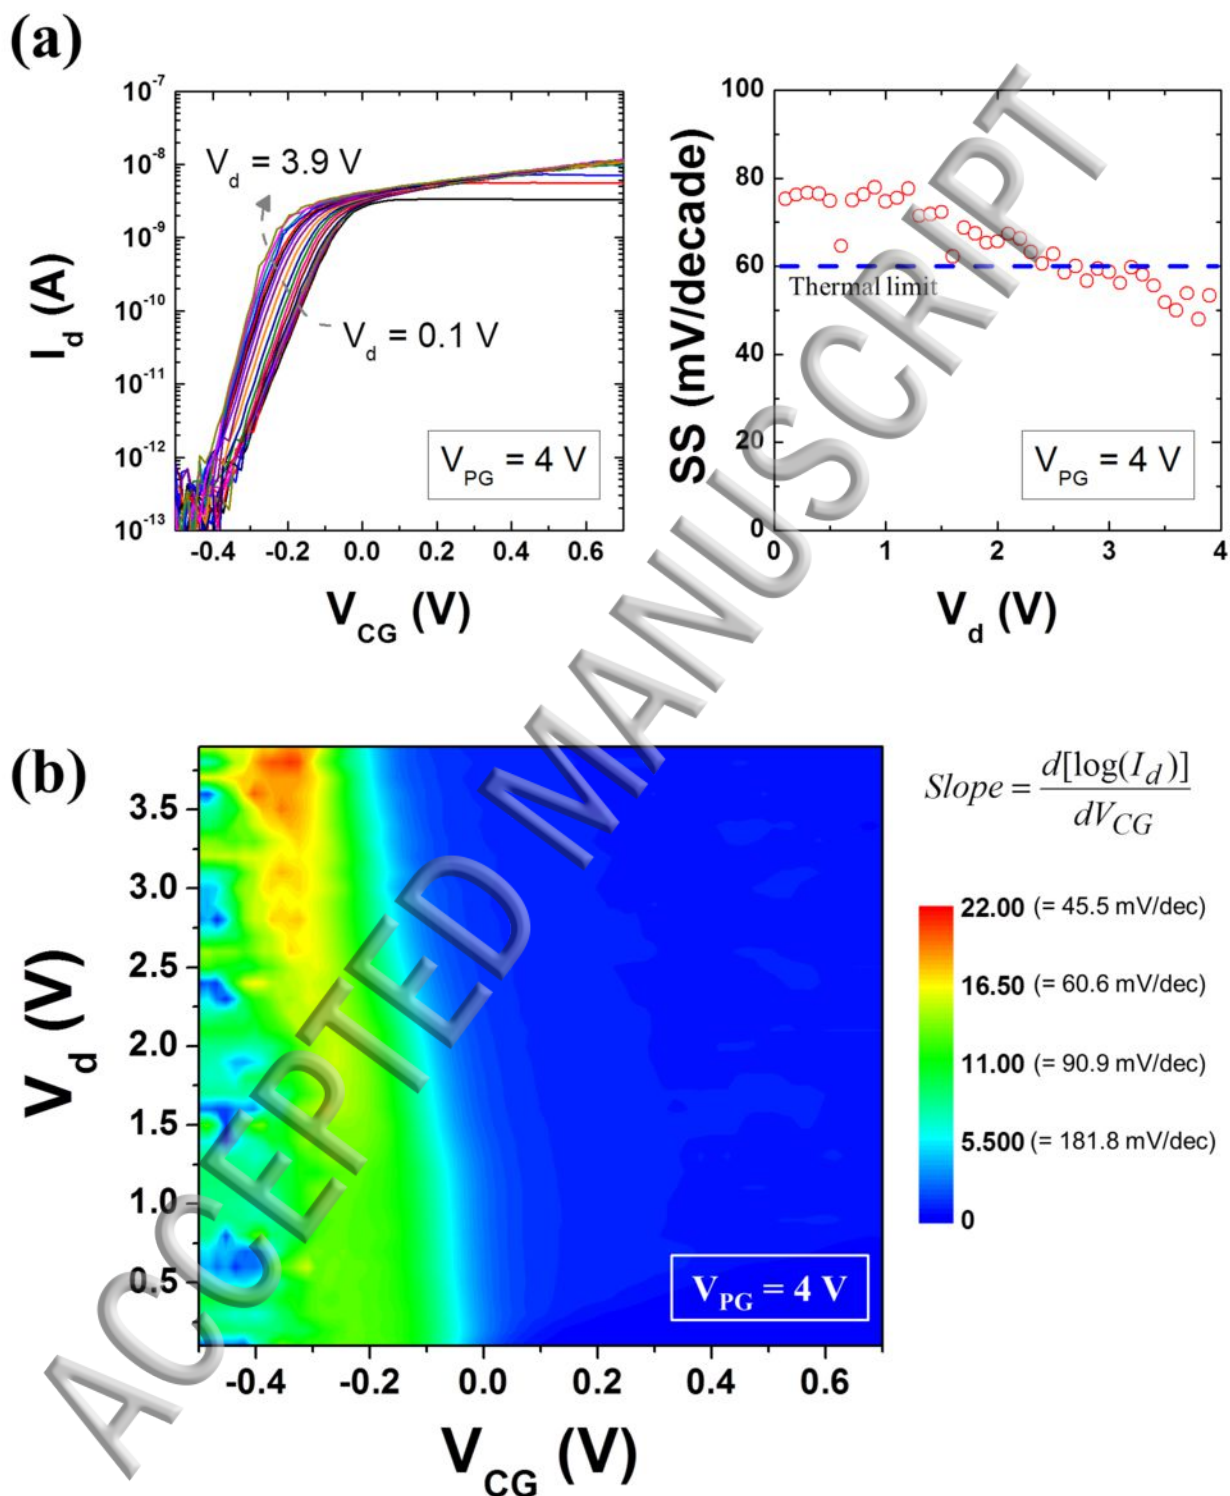 (a)
10^-7
10^-8
10^-9
10^-10
10^-11
10^-12
10^-13
I_d (A)
V_d = 3.9 V
V_d = 0.1 V
V_PG = 4 V
-0.4 -0.2 0.0 0.2 0.4 0.6
V_CG (V)
100
80
60
40
20
0
SS (mV/decade)
Thermal limit
V_PG = 4 V
0 1 2 3 4
V_d (V)
(b)
3.5
3.0
2.5
2.0
1.5
1.0
0.5
V_d (V)
V_PG = 4 V
-0.4 -0.2 0.0 0.2 0.4 0.6
V_CG (V)
Slope = d[log(I_d)] / dV_CG
22.00 (= 45.5 mV/dec)
16.50 (= 60.6 mV/dec)
11.00 (= 90.9 mV/dec)
5.500 (= 181.8 mV/dec)
0
ACCEPTED MANUSCRIPT